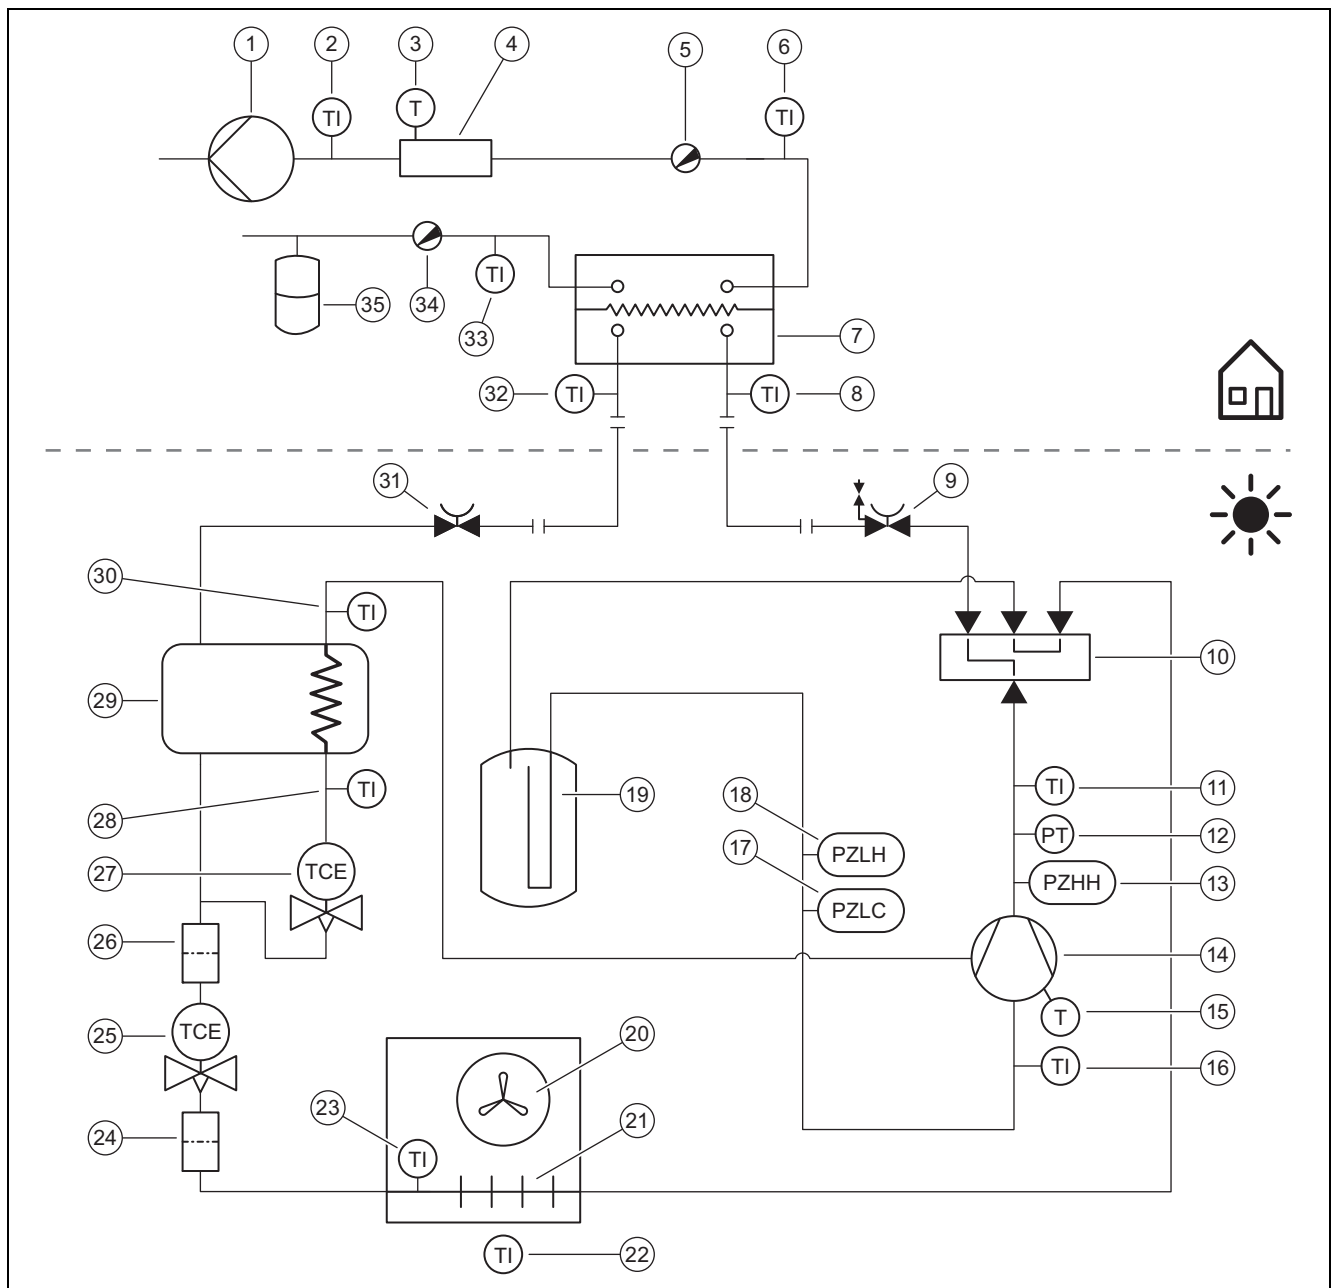 1 2 3 4 5 6
TI T TI
35 34 TI 33
7
32 TI TI 8
31 9
30 TI
29
10
28 TI
19
18 PZLH
17 PZLC
TI 11
PT 12
PZHH 13
27 TCE
26
14
25 TCE
T 15
TI 16
20
23 TI
21
24
TI 22